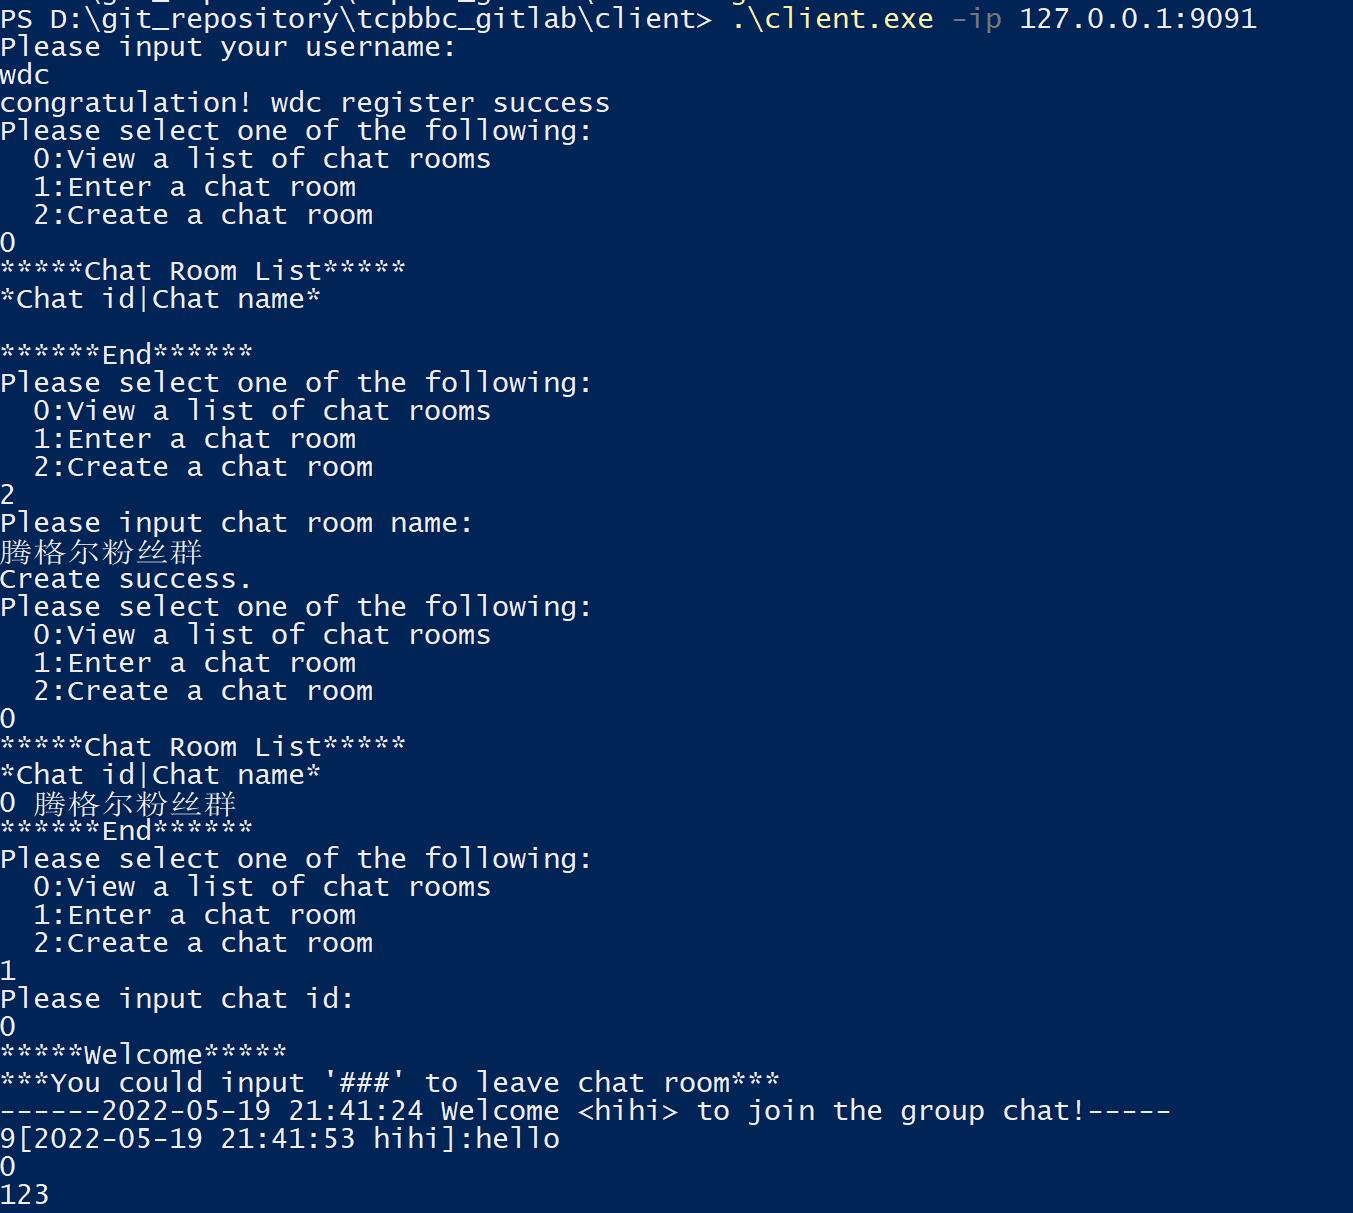 PS D:\git_repository\tcpbbc_gitlab\client> .\client.exe -ip 127.0.0.1:9091
Please input your username:
wdc
congratulation! wdc register success
Please select one of the following:
  0:View a list of chat rooms
  1:Enter a chat room
  2:Create a chat room
0
*****Chat Room List*****
*Chat id|Chat name*

******End******
Please select one of the following:
  0:View a list of chat rooms
  1:Enter a chat room
  2:Create a chat room
2
Please input chat room name:
腾格尔粉丝群
Create success.
Please select one of the following:
  0:View a list of chat rooms
  1:Enter a chat room
  2:Create a chat room
0
*****Chat Room List*****
*Chat id|Chat name*
0 腾格尔粉丝群
******End******
Please select one of the following:
  0:View a list of chat rooms
  1:Enter a chat room
  2:Create a chat room
1
Please input chat id:
0
*****Welcome*****
***You could input '###' to leave chat room***
------2022-05-19 21:41:24 Welcome <hihi> to join the group chat!-----
9[2022-05-19 21:41:53 hihi]:hello
0
123